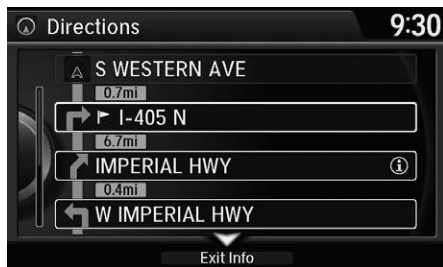 Directions
9:30
S WESTERN AVE
0.7mi
I-405 N
6.7mi
IMPERIAL HWY
0.4mi
W IMPERIAL HWY
Exit Info